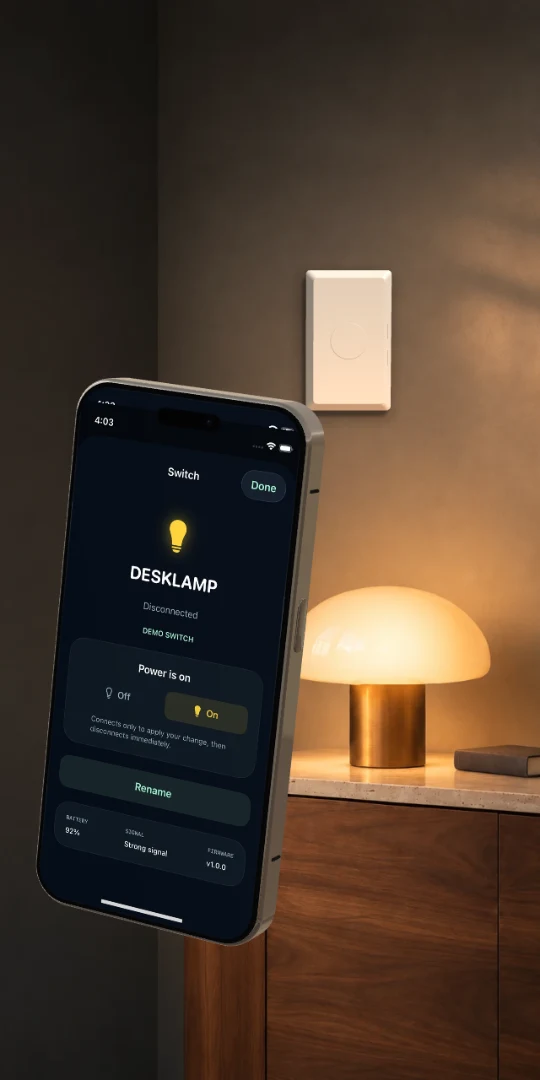 4:03
Switch
Done
DESKLAMP
Disconnected
DEMO SWITCH
Power is on
Off
On
Connects only to apply your change, then
disconnects immediately.
Rename
BATTERY
SIGNAL
FIRMWARE
92%
Strong signal
v1.0.0